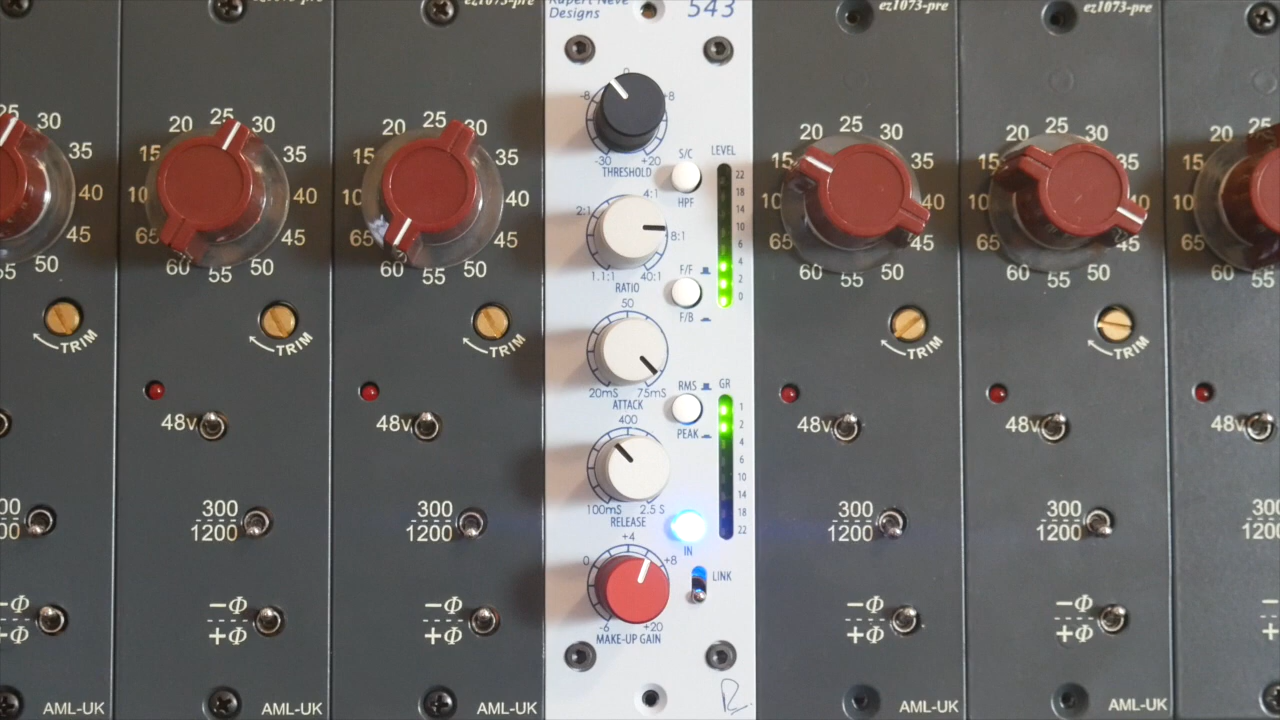 ez1073-pre
25
30
35
40
45
50
55
TRIM
00
00
-Φ
+Φ
AML-UK
ez1073-pre
10
15
20
25
30
35
45
50
55
60
65
TRIM
48v
300
1200
-Φ
+Φ
AML-UK
10
15
20
25
30
45
50
55
60
65
TRIM
48v
300
1200
-Φ
+Φ
AML-UK
Rupert Neve
Designs
543
0
-8
+8
-30
+20
THRESHOLD
S/C
HPF
LEVEL
22
18
14
10
6
4
2
0
2:1
4:1
8:1
1.1:1
40:1
RATIO
F/F
F/B
50
20mS
75mS
ATTACK
RMS
PEAK
GR
1
2
4
6
10
14
18
22
400
100mS
2.5 S
RELEASE
IN
LINK
0
+4
+8
-6
+20
MAKE-UP GAIN
ez1073-pre
10
15
20
25
30
35
40
45
50
55
60
65
TRIM
48v
300
1200
-Φ
+Φ
AML-UK
ez1073-pre
10
15
20
25
30
35
40
45
50
55
60
65
TRIM
48v
300
1200
-Φ
+Φ
AML-UK
10
15
20
25
55
60
65
48v
300
1200